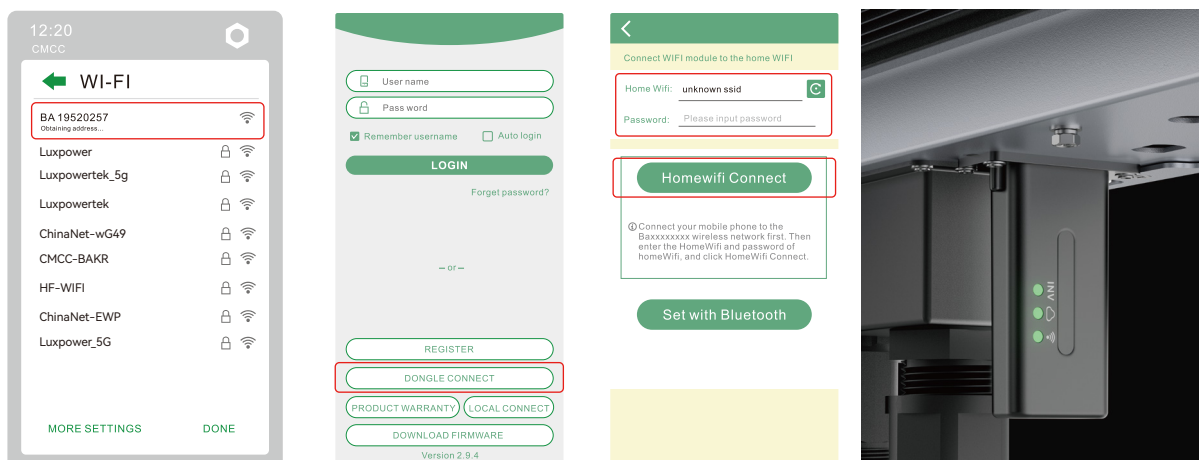 12:20
CMCC
WI-FI
BA 19520257
Obtaining address...
Luxpower
Luxpowertek_5g
Luxpowertek
ChinaNet-wG49
CMCC-BAKR
HF-WIFI
ChinaNet-EWP
Luxpower_5G
MORE SETTINGS DONE
User name
Pass word
Remember username Auto login
LOGIN
Forget password?
– or –
REGISTER
DONGLE CONNECT
PRODUCT WARRANTY LOCAL CONNECT
DOWNLOAD FIRMWARE
Version 2.9.4
Connect WIFI module to the home WIFI
Home Wifi: unknown ssid
Password: Please input password
Homewifi Connect
Connect your mobile phone to the
Baxxxxxxxx wireless network first. Then
enter the HomeWifi and password of
homeWifi, and click HomeWifi Connect.
Set with Bluetooth
INV